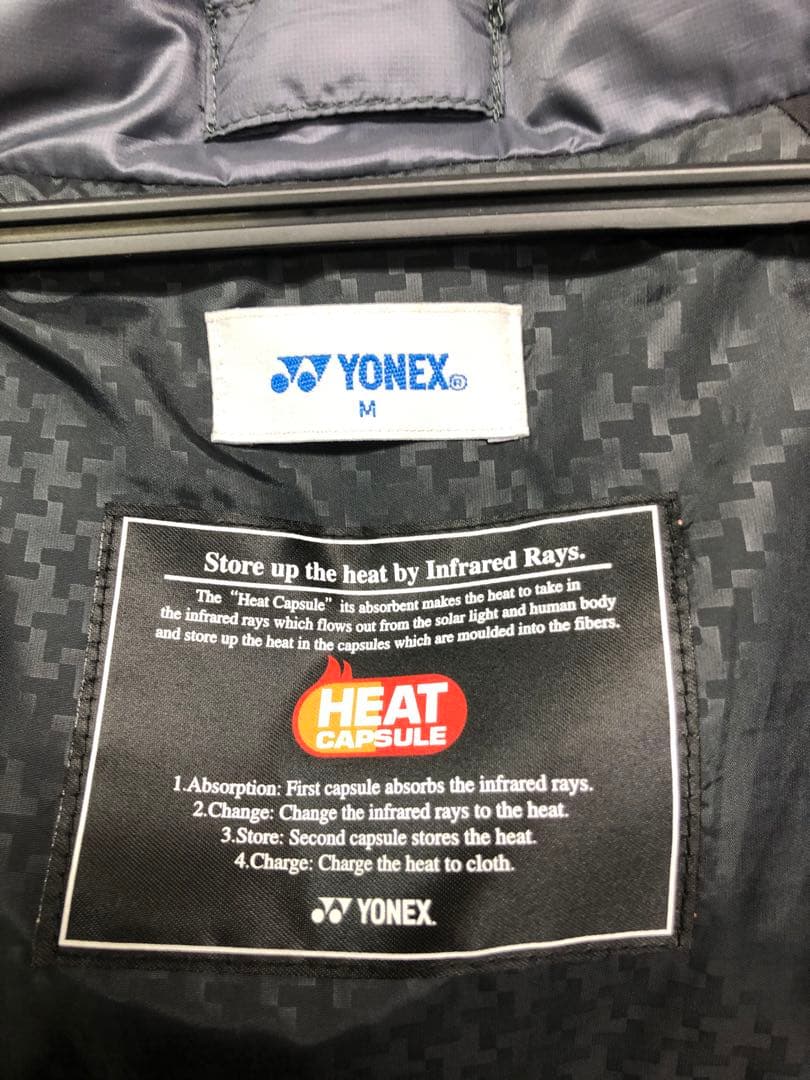 YONEX®
M
Store up the heat by Infrared Rays.
The "Heat Capsule" its absorbent makes the heat to take in
the infrared rays which flows out from the solar light and human body
and store up the heat in the capsules which are moulded into the fibers.
HEAT
CAPSULE
1.Absorption: First capsule absorbs the infrared rays.
2.Change: Change the infrared rays to the heat.
3.Store: Second capsule stores the heat.
4.Charge: Charge the heat to cloth.
YONEX.